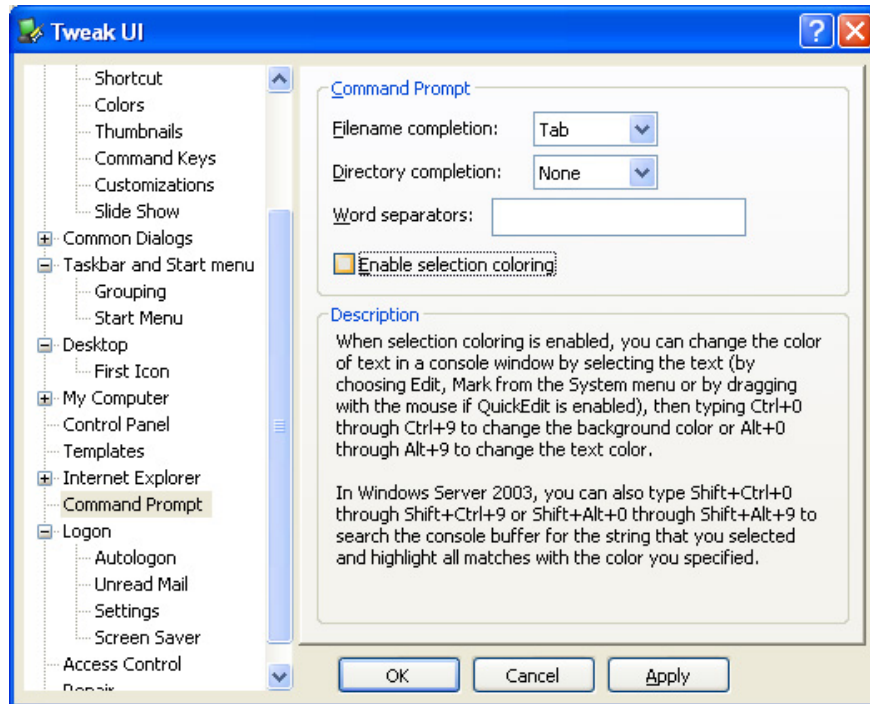 Tweak UI
Shortcut
Colors
Thumbnails
Command Keys
Customizations
Slide Show
Common Dialogs
Taskbar and Start menu
Grouping
Start Menu
Desktop
First Icon
My Computer
Control Panel
Templates
Internet Explorer
Command Prompt
Logon
Autologon
Unread Mail
Settings
Screen Saver
Access Control
Repair
Command Prompt
Filename completion: Tab
Directory completion: None
Word separators:
Enable selection coloring
Description
When selection coloring is enabled, you can change the color
of text in a console window by selecting the text (by
choosing Edit, Mark from the System menu or by dragging
with the mouse if QuickEdit is enabled), then typing Ctrl+0
through Ctrl+9 to change the background color or Alt+0
through Alt+9 to change the text color.
In Windows Server 2003, you can also type Shift+Ctrl+0
through Shift+Ctrl+9 or Shift+Alt+0 through Shift+Alt+9 to
search the console buffer for the string that you selected
and highlight all matches with the color you specified.
OK Cancel Apply